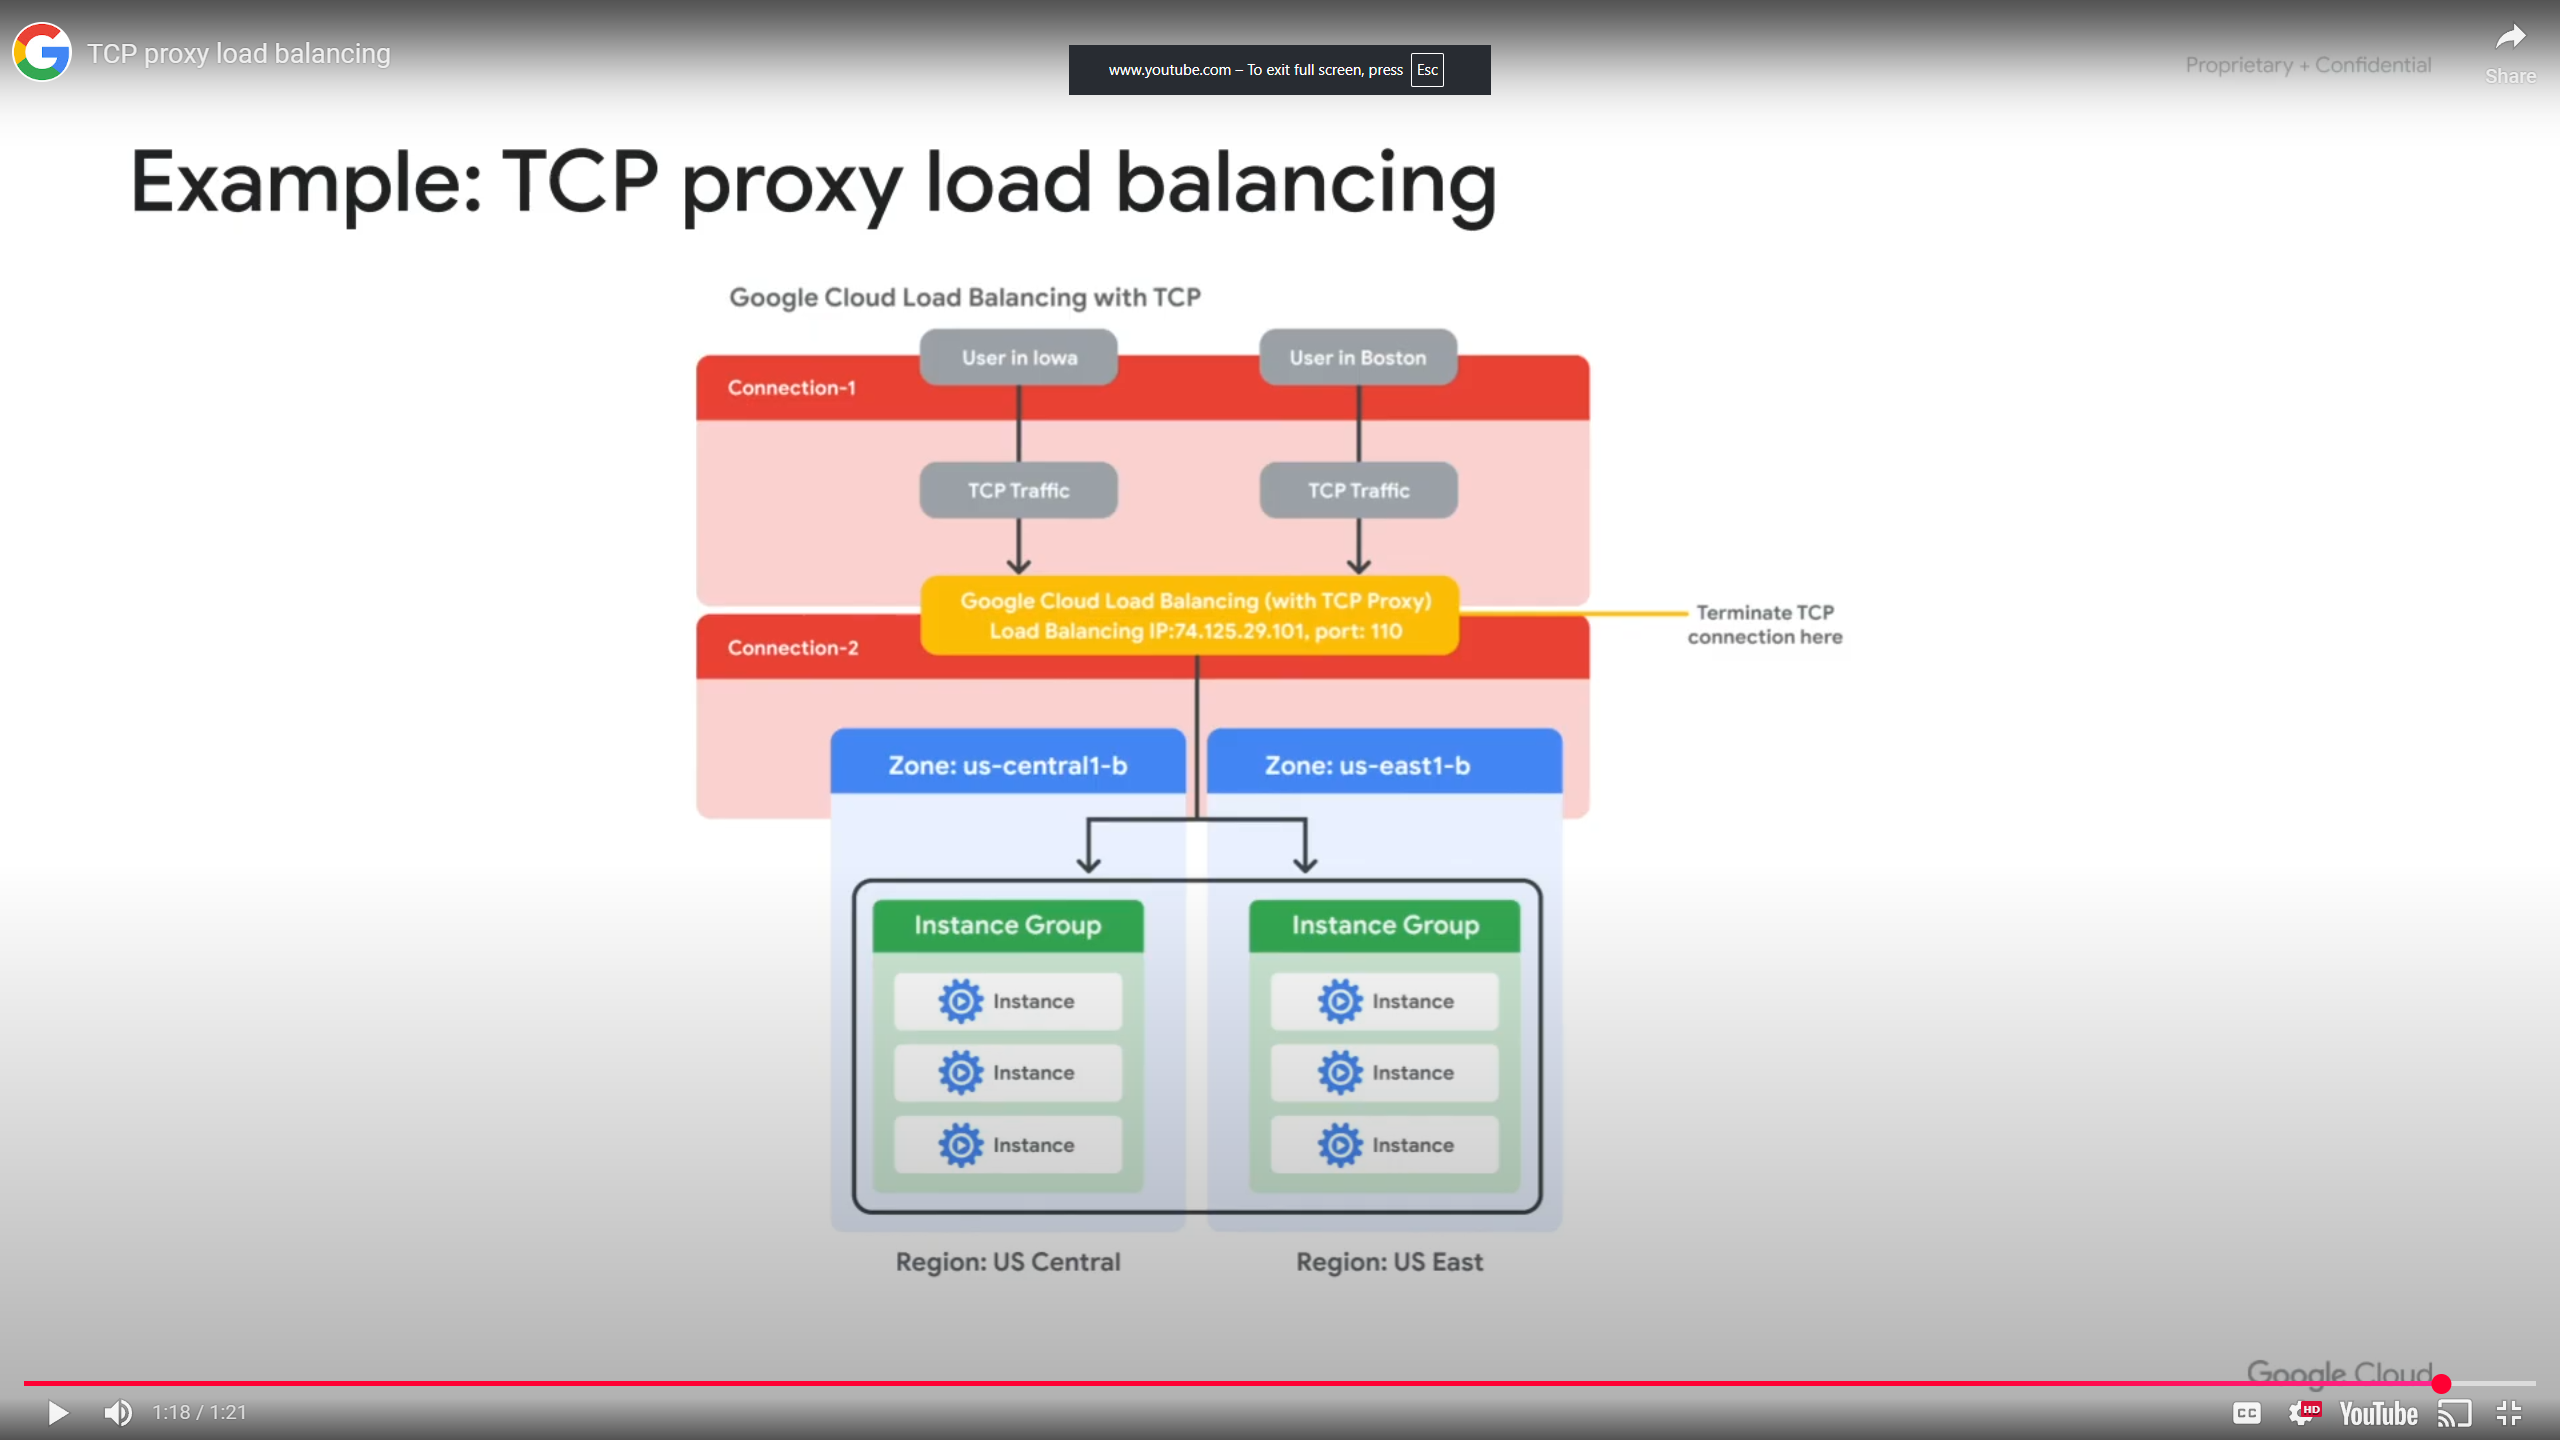 TCP proxy load balancing
www.youtube.com – To exit full screen, press Esc
Proprietary + Confidential
Share
Example: TCP proxy load balancing
Google Cloud Load Balancing with TCP
User in Iowa
User in Boston
Connection-1
TCP Traffic
TCP Traffic
Google Cloud Load Balancing (with TCP Proxy)
Load Balancing IP:74.125.29.101, port: 110
Terminate TCP
connection here
Connection-2
Zone: us-central1-b
Zone: us-east1-b
Instance Group
Instance Group
Instance
Instance
Instance
Instance
Instance
Instance
Region: US Central
Region: US East
Google Cloud
1:18 / 1:21
CC
HD
YouTube